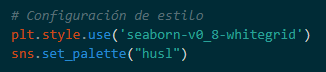 # Configuración de estilo
plt.style.use('seaborn-v0_8-whitegrid')
sns.set_palette("husl")